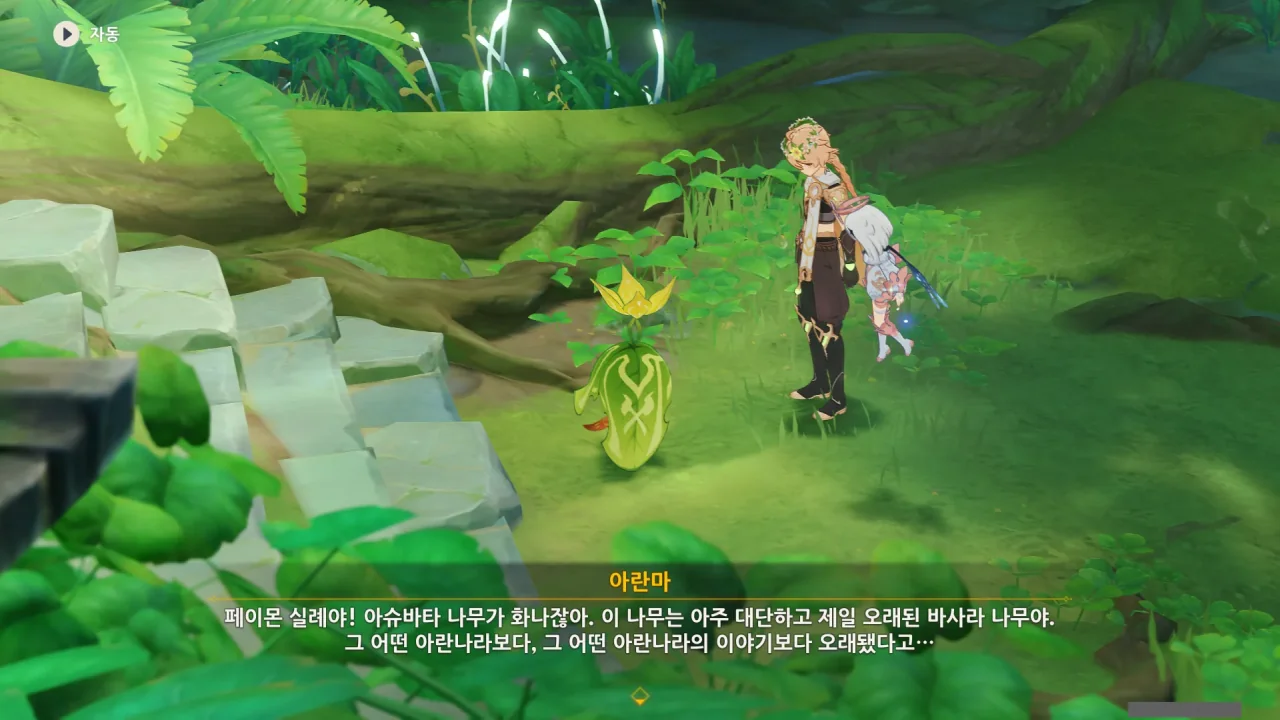 자동
아란마
페이몬 실례야! 아슈바타 나무가 화나잖아. 이 나무는 아주 대단하고 제일 오래된 바사라 나무야.
그 어떤 아란나라보다, 그 어떤 아란나라의 이야기보다 오래됐다고…